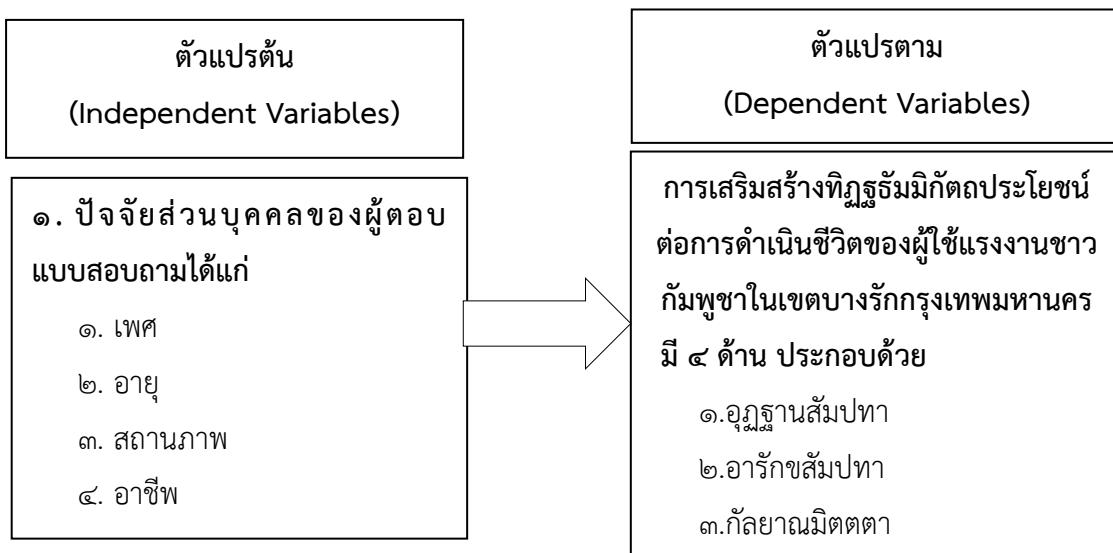 ตัวแปรต้น
(Independent Variables)
๑. ปัจจัยส่วนบุคคลของผู้ตอบ
แบบสอบถามได้แก่
๑. เพศ
๒. อายุ
๓. สถานภาพ
๔. อาชีพ
ตัวแปรตาม
(Dependent Variables)
การเสริมสร้างทิฏฐธัมมิกัตถประโยชน์
ต่อการดำเนินชีวิตของผู้ใช้แรงงานชาว
กัมพูชาในเขตบางรักกรุงเทพมหานคร
มี ๔ ด้าน ประกอบด้วย
๑.อุฏฐานสัมปทา
๒.อารักขสัมปทา
๓.กัลยาณมิตตตา